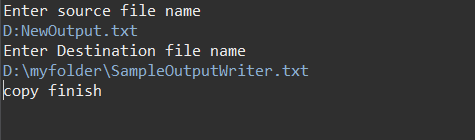 Enter source file name
D:NewOutput.txt
Enter Destination file name
D:\myfolder\SampleOutputWriter.txt
copy finish